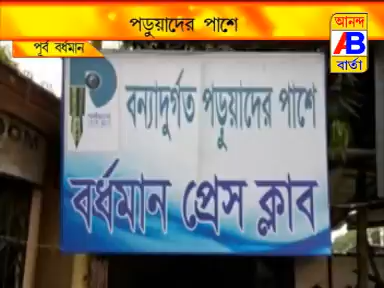 পড়ুয়াদের পাশে
আনন্দ
AB
বার্তা
পূর্ব বর্ধমান
বন্যাদুর্গত পড়ুয়াদের পাশে
বর্ধমান প্রেস ক্লাব